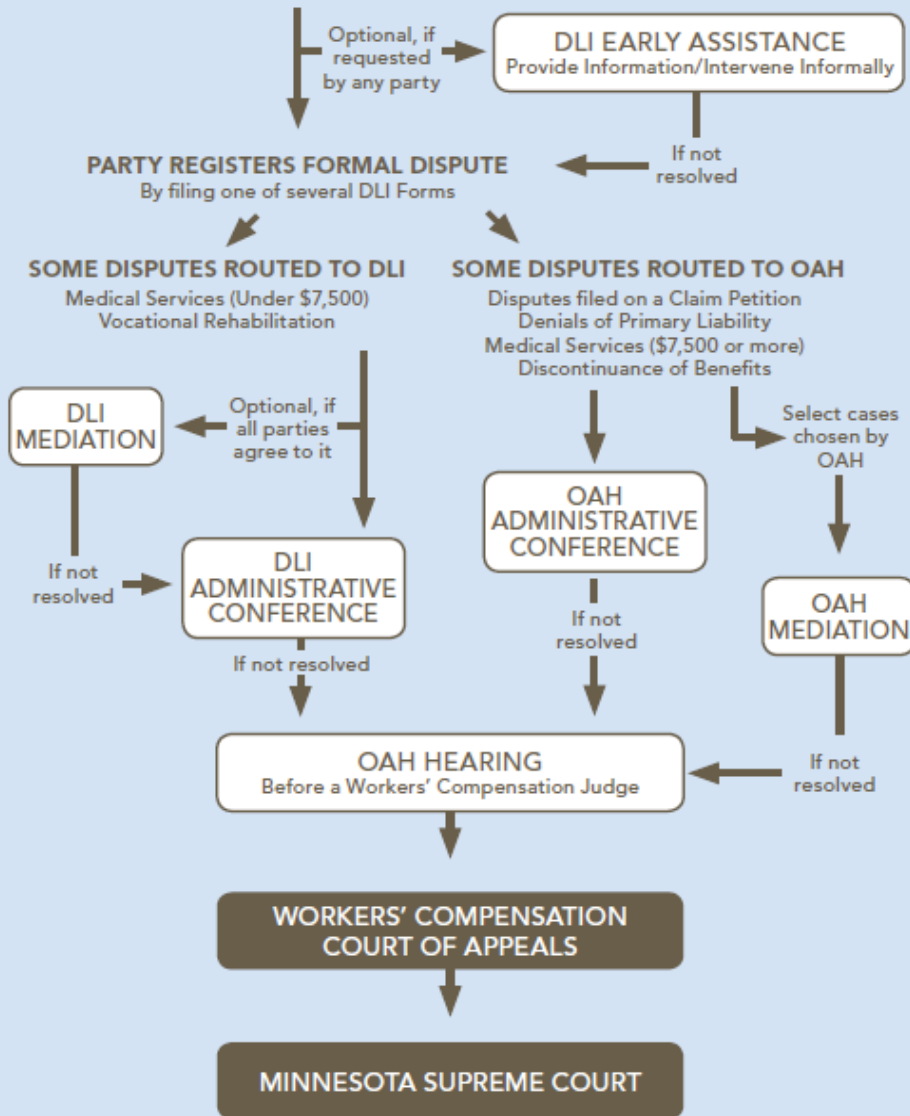 Optional, if
requested
by any party
DLI EARLY ASSISTANCE
Provide Information/Intervene Informally
If not
resolved
PARTY REGISTERS FORMAL DISPUTE
By filing one of several DLI Forms
SOME DISPUTES ROUTED TO DLI
Medical Services (Under $7,500)
Vocational Rehabilitation
SOME DISPUTES ROUTED TO OAH
Disputes filed on a Claim Petition
Denials of Primary Liability
Medical Services ($7,500 or more)
Discontinuance of Benefits
DLI
MEDIATION
Optional, if
all parties
agree to it
Select cases
chosen by
OAH
OAH
ADMINISTRATIVE
CONFERENCE
If not
resolved
DLI
ADMINISTRATIVE
CONFERENCE
If not
resolved
OAH
MEDIATION
If not resolved
OAH HEARING
Before a Workers' Compensation Judge
If not
resolved
WORKERS' COMPENSATION
COURT OF APPEALS
MINNESOTA SUPREME COURT